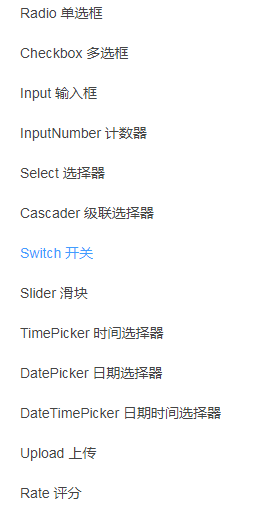 Radio 单选框
Checkbox 多选框
Input 输入框
InputNumber 计数器
Select 选择器
Cascader 级联选择器
Switch 开关
Slider 滑块
TimePicker 时间选择器
DatePicker 日期选择器
DateTimePicker 日期时间选择器
Upload 上传
Rate 评分